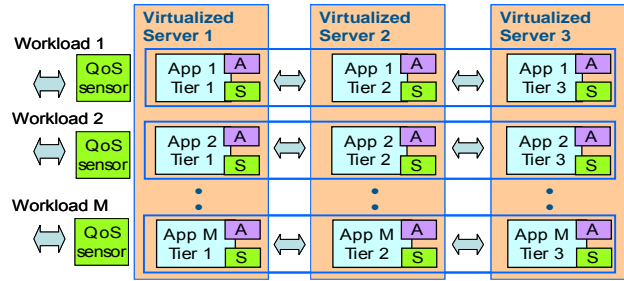 Virtualized Server 1
Virtualized Server 2
Virtualized Server 3
Workload 1
QoS sensor
App 1 Tier 1
A
S
App 1 Tier 2
A
S
App 1 Tier 3
A
S
Workload 2
QoS sensor
App 2 Tier 1
A
S
App 2 Tier 2
A
S
App 2 Tier 3
A
S
Workload M
QoS sensor
App M Tier 1
A
S
App M Tier 2
A
S
App M Tier 3
A
S